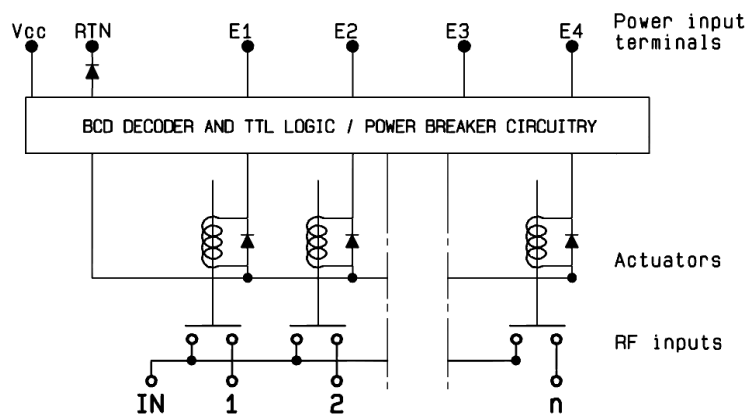 Vcc RTN E1 E2 E3 E4 Power input
terminals
BCD DECODER AND TTL LOGIC / POWER BREAKER CIRCUITRY
Actuators
RF inputs
IN 1 2 n